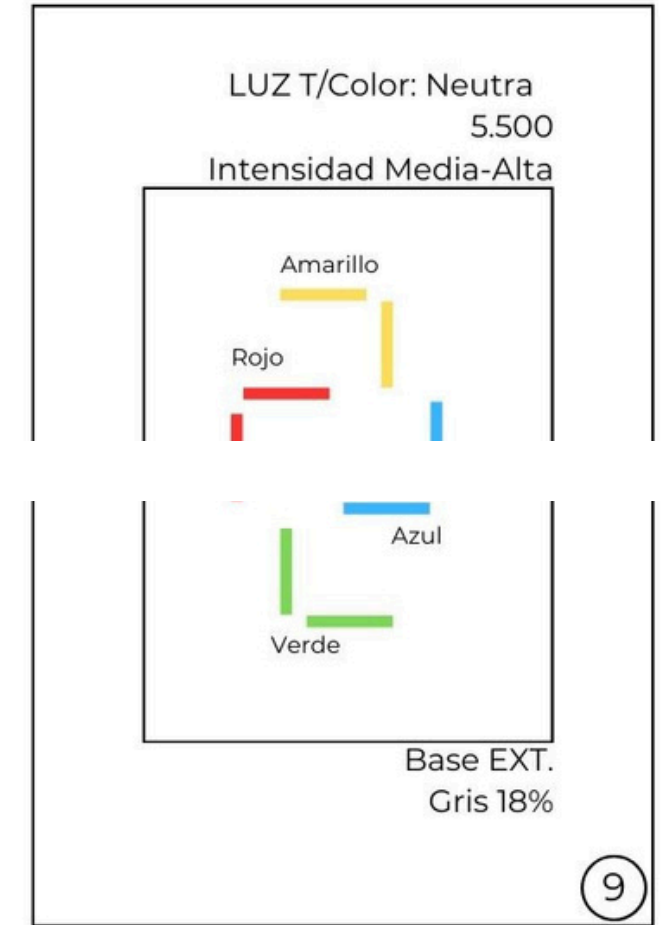 LUZ T/Color: Neutra
5.500
Intensidad Media-Alta
Amarillo
Rojo
Azul
Verde
Base EXT.
Gris 18%
9